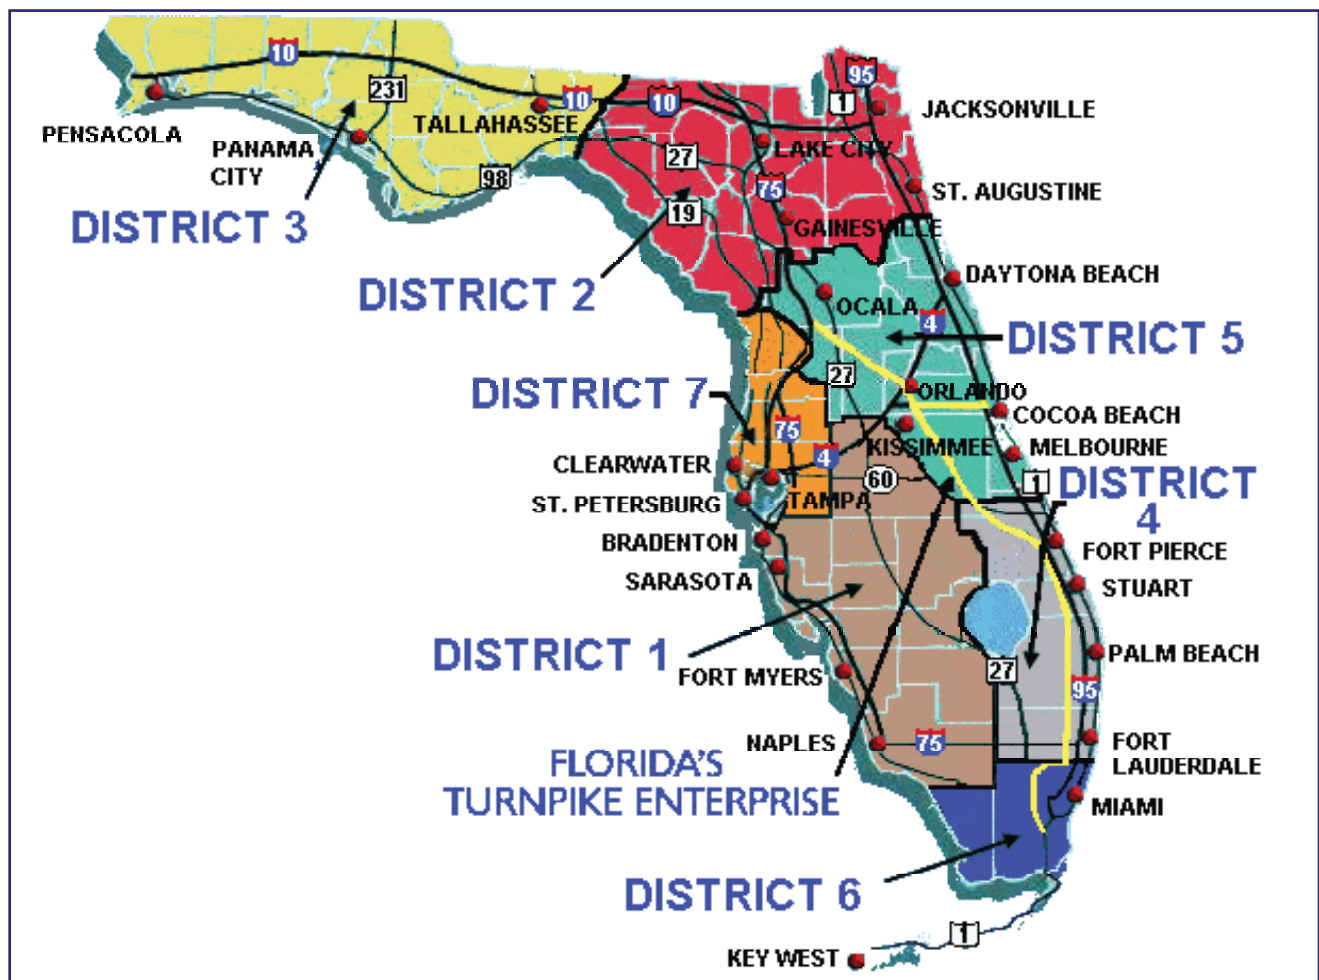 10
95
231
1
JACKSONVILLE
10
10
TALLAHASSEE
PENSACOLA
PANAMA
CITY
LAKE CITY
27
98
75
ST. AUGUSTINE
19
DISTRICT 3
GAINESVILLE
DAYTONA BEACH
DISTRICT 2
OCALA
4
DISTRICT 5
27
DISTRICT 7
ORLANDO
COCOA BEACH
75
KISSIMMEE
MELBOURNE
4
CLEARWATER
60
1
DISTRICT
4
ST. PETERSBURG
TAMPA
BRADENTON
FORT PIERCE
SARASOTA
STUART
DISTRICT 1
PALM BEACH
FORT MYERS
27
95
NAPLES
75
FORT
LAUDERDALE
FLORIDA'S
TURNPIKE ENTERPRISE
MIAMI
DISTRICT 6
1
KEY WEST